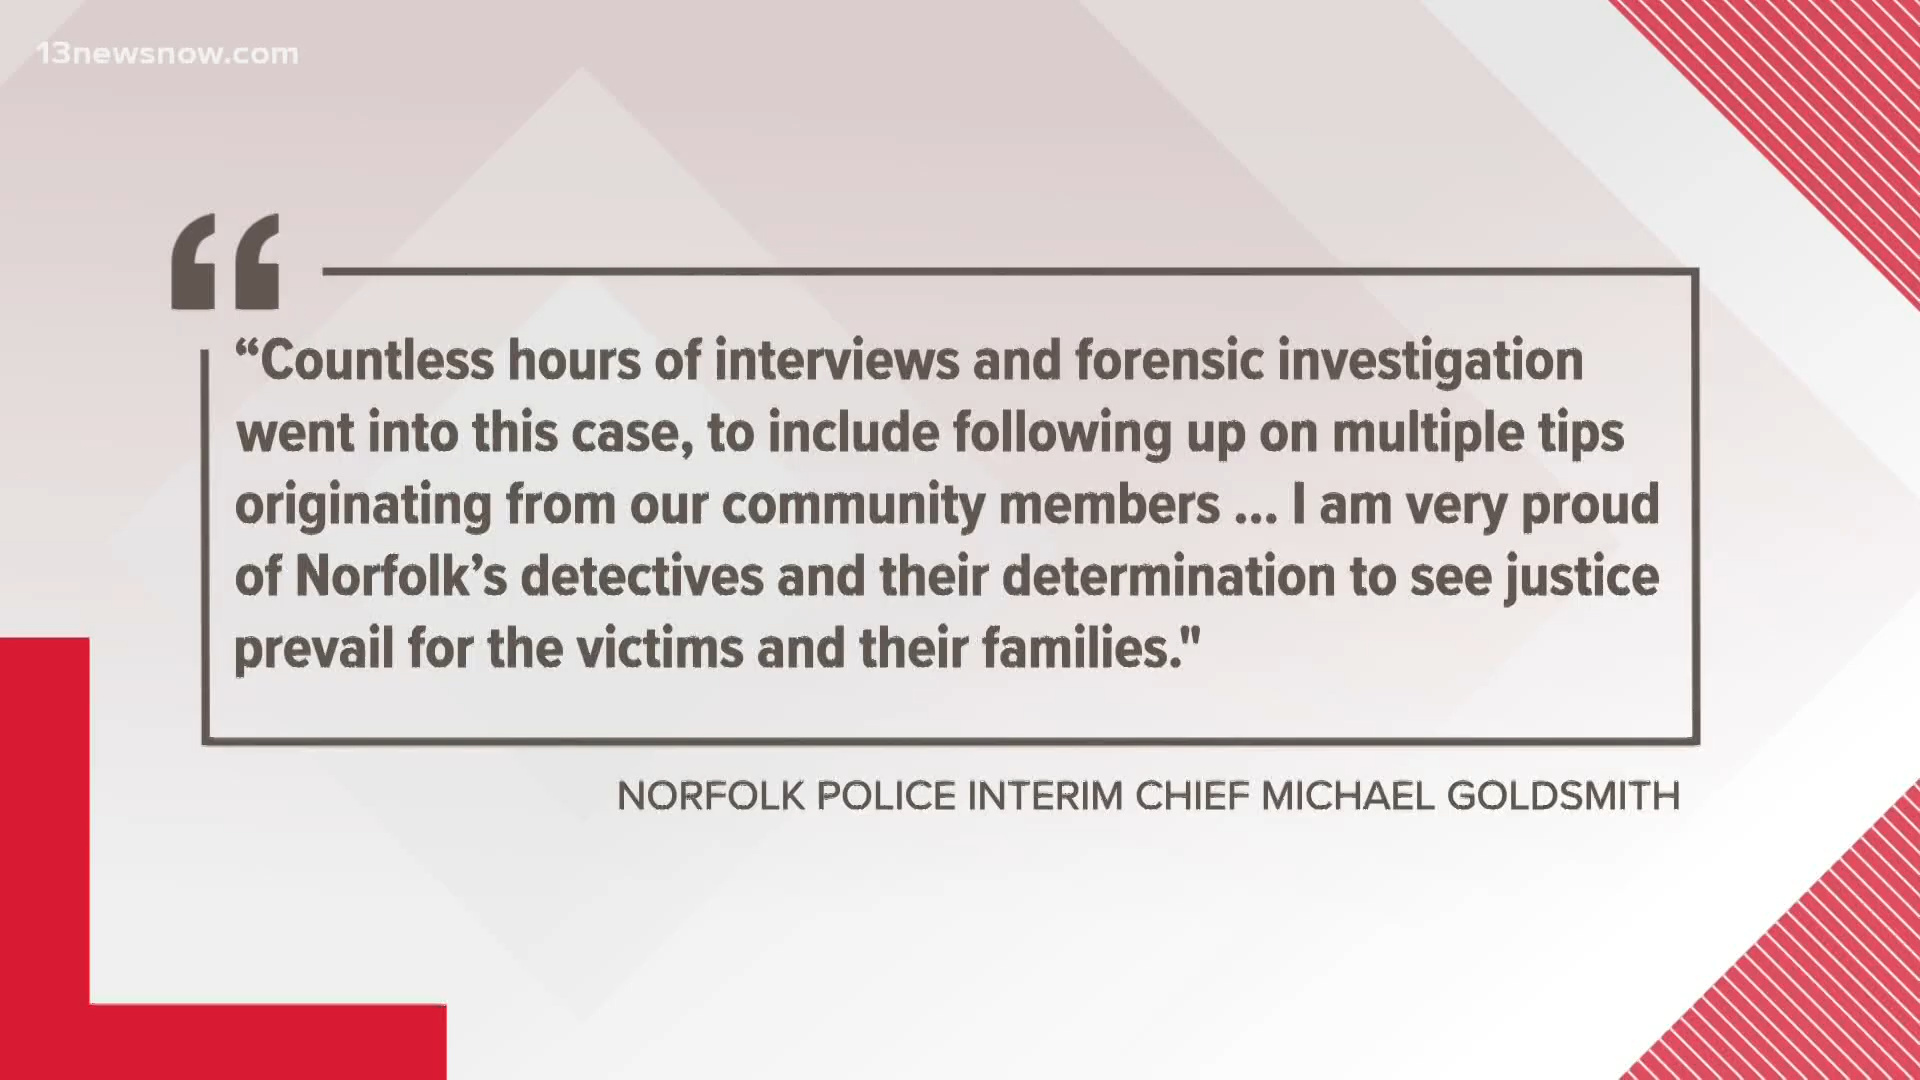 13newsnow.com
“Countless hours of interviews and forensic investigation
went into this case, to include following up on multiple tips
originating from our community members ... I am very proud
of Norfolk’s detectives and their determination to see justice
prevail for the victims and their families."
NORFOLK POLICE INTERIM CHIEF MICHAEL GOLDSMITH